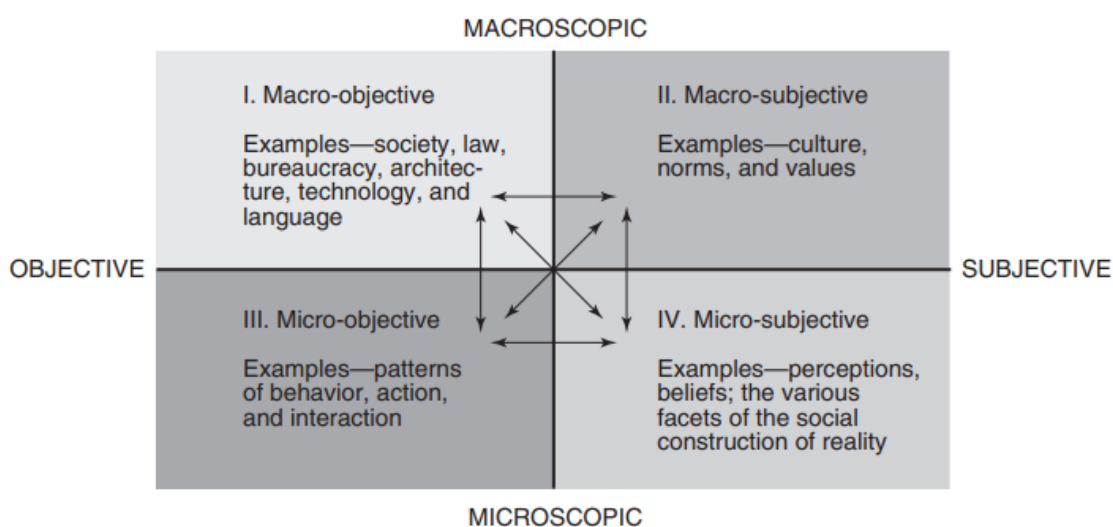 MACROSCOPIC
I. Macro-objective
Examples—society, law,
bureaucracy, architec-
ture, technology, and
language
II. Macro-subjective
Examples—culture,
norms, and values
OBJECTIVE
SUBJECTIVE
III. Micro-objective
Examples—patterns
of behavior, action,
and interaction
IV. Micro-subjective
Examples—perceptions,
beliefs; the various
facets of the social
construction of reality
MICROSCOPIC